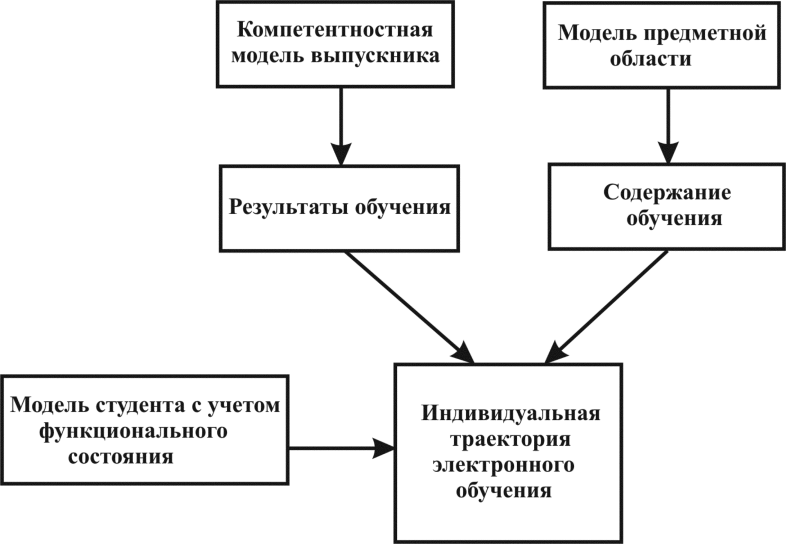 Компетентностная
модель выпускника
Модель предметной
области
Результаты обучения
Содержание
обучения
Модель студента с учетом
функционального
состояния
Индивидуальная
траектория
электронного
обучения